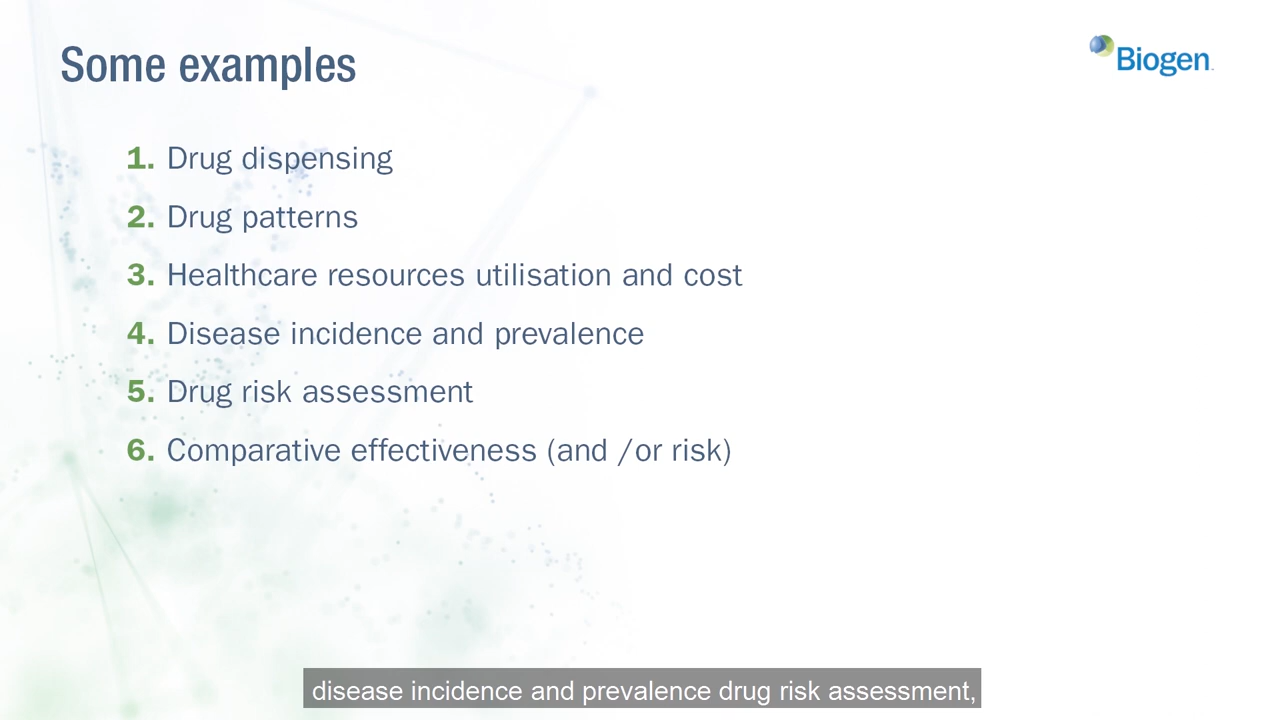 Some examples
Biogen
1. Drug dispensing
2. Drug patterns
3. Healthcare resources utilisation and cost
4. Disease incidence and prevalence
5. Drug risk assessment
6. Comparative effectiveness (and /or risk)
disease incidence and prevalence drug risk assessment,